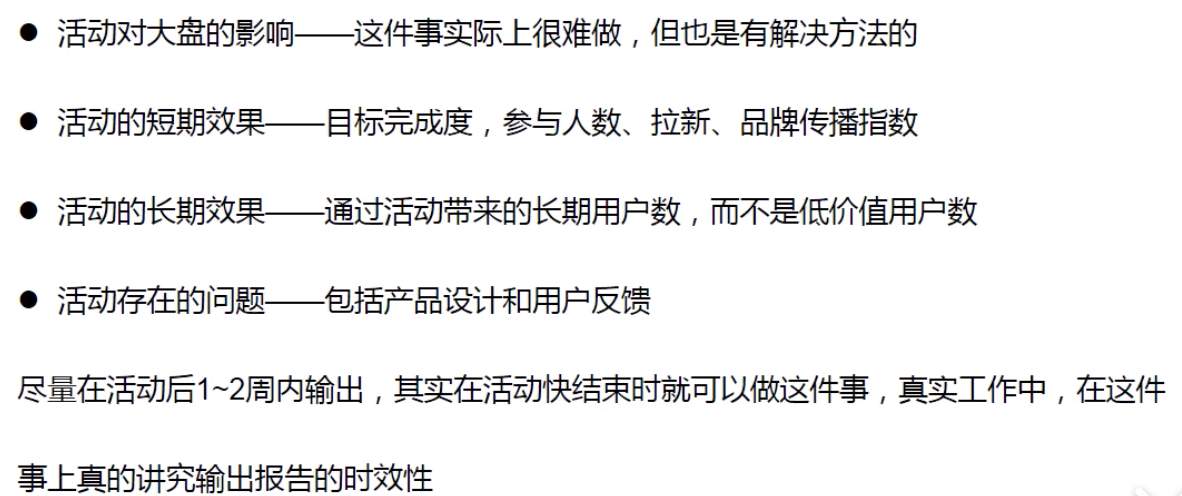 ● 活动对大盘的影响——这件事实际上很难做，但也是有解决方法的
● 活动的短期效果——目标完成度，参与人数、拉新、品牌传播指数
● 活动的长期效果——通过活动带来的长期用户数，而不是低价值用户数
● 活动存在的问题——包括产品设计和用户反馈
尽量在活动后1~2周内输出，其实在活动快结束时就可以做这件事，真实工作中，在这件
事上真的讲究输出报告的时效性